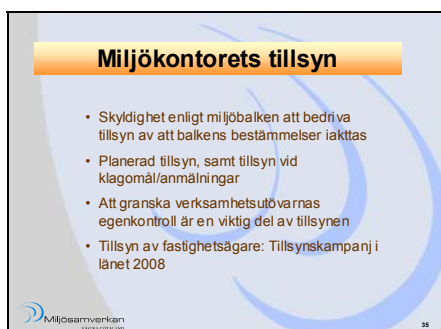 Miljökontorets tillsyn
• Skyldighet enligt miljöbalken att bedriva
tillsyn av att balkens bestämmelser iakttas
• Planerad tillsyn, samt tillsyn vid
klagomål/anmälningar
• Att granska verksamhetsutövarnas
egenkontroll är en viktig del av tillsynen
• Tillsyn av fastighetsägare: Tillsynskampanj i
länet 2008
Miljösamverkan
VÄSTRA GÖTALAND
35